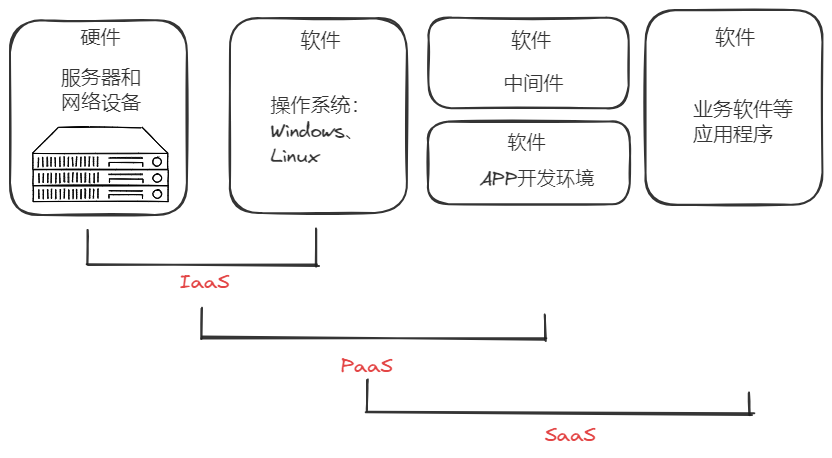 硬件
服务器和
网络设备
软件
操作系统：
Windows、
Linux
软件
中间件
软件
APP开发环境
软件
业务软件等
应用程序
IaaS
PaaS
SaaS